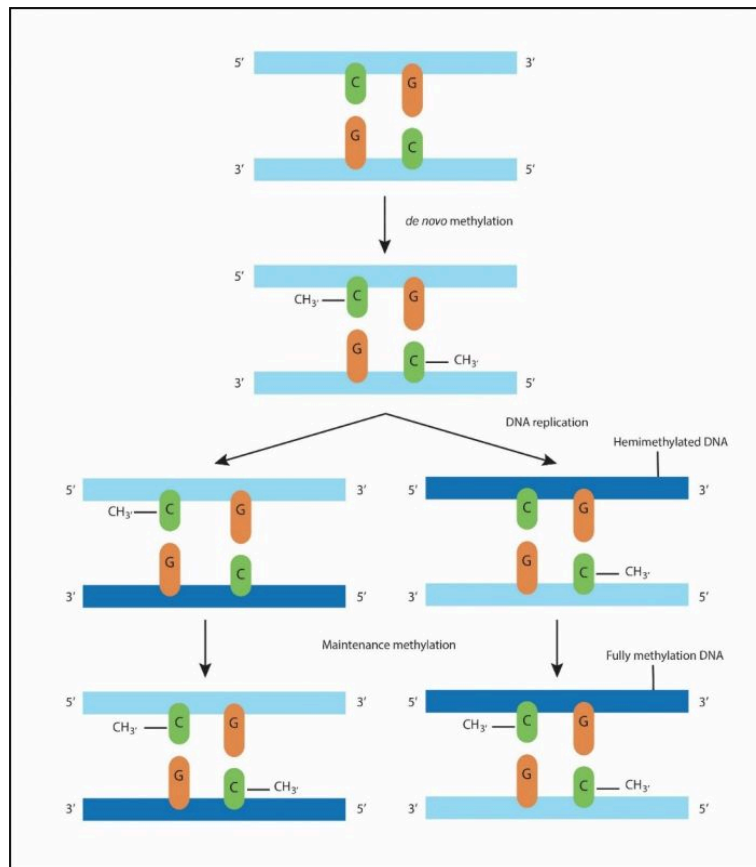 5′ 3′
C G
G C
3′ 5′
de novo methylation
5′ 3′
CH3′ C G
G C CH3′
3′ 5′
DNA replication
Hemimethylated DNA
5′ 3′ 5′ 3′
CH3′ C G C G
G C G C CH3′
3′ 5′ 3′ 5′
Maintenance methylation
Fully methylation DNA
5′ 3′ 5′ 3′
CH3′ C G CH3′ C G
G C CH3′ G C CH3′
3′ 5′ 3′ 5′